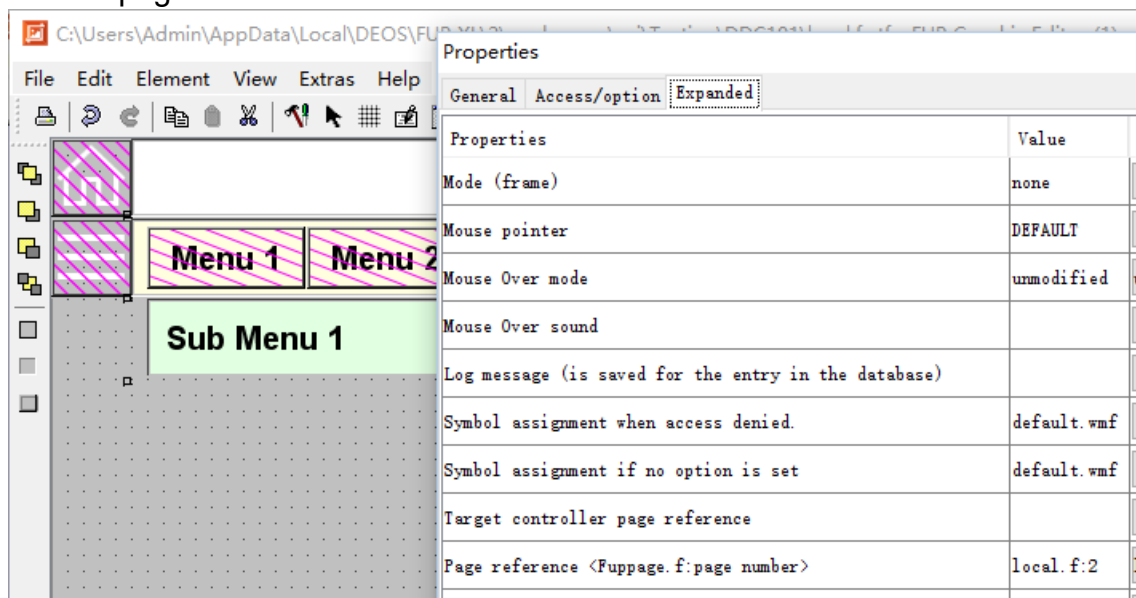 pag
C:\Users\Admin\AppData\Local\DEOS\FUP
Properties
File Edit Element View Extras Help
General Access/option Expanded
Properties Value
Mode (frame) none
Mouse pointer DEFAULT
Menu 1 Menu 2
Mouse Over mode unmodified
Mouse Over sound
Sub Menu 1
Log message (is saved for the entry in the database)
Symbol assignment when access denied. default.wmf
Symbol assignment if no option is set default.wmf
Target controller page reference
Page reference <Fuppage.f:page number> local.f:2